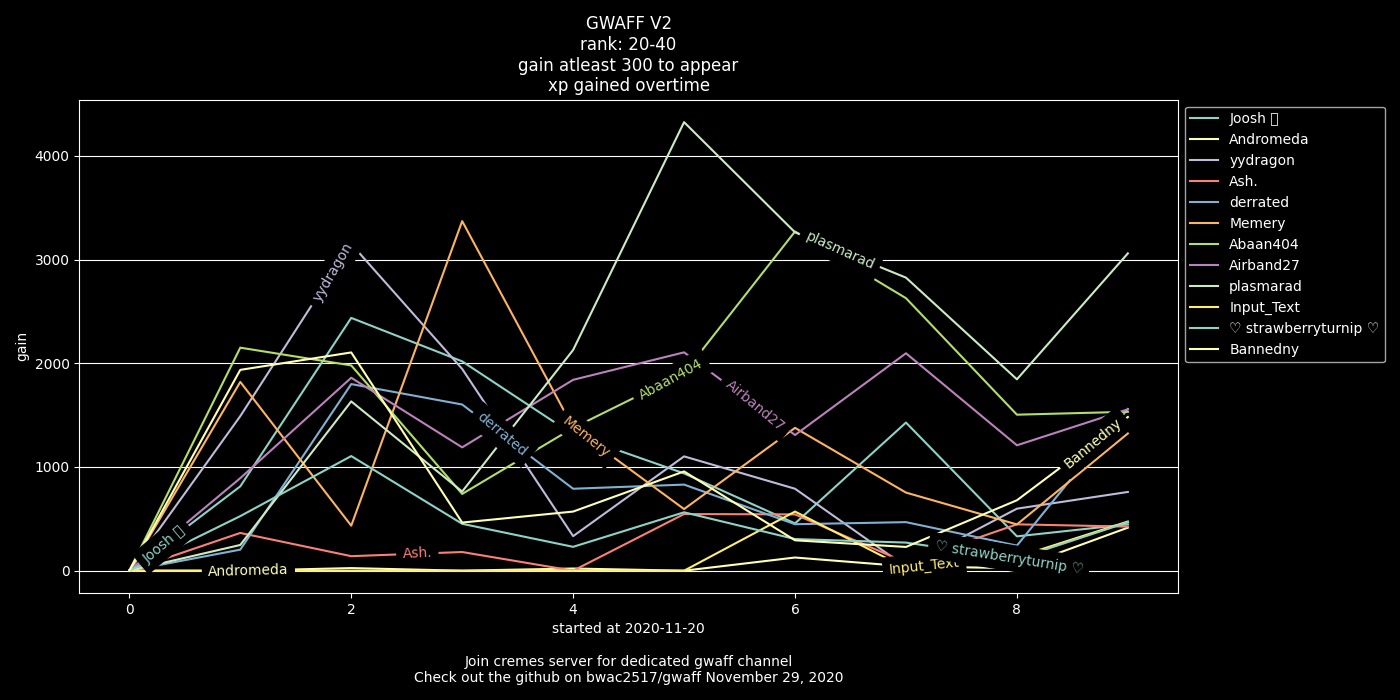 GWAFF V2
rank: 20-40
gain atleast 300 to appear
xp gained overtime
gain
4000
3000
2000
1000
0
0 2 4 6 8
started at 2020-11-20
Join cremes server for dedicated gwaff channel
Check out the github on bwac2517/gwaff November 29, 2020
yydragon
plasmarad
Abaan404
Airband27
derrated
Memery
Bannedny
Joosh
Ash.
Andromeda
Input_Text
♡ strawberryturnip ♡
Joosh
Andromeda
yydragon
Ash.
derrated
Memery
Abaan404
Airband27
plasmarad
Input_Text
♡ strawberryturnip ♡
Bannedny